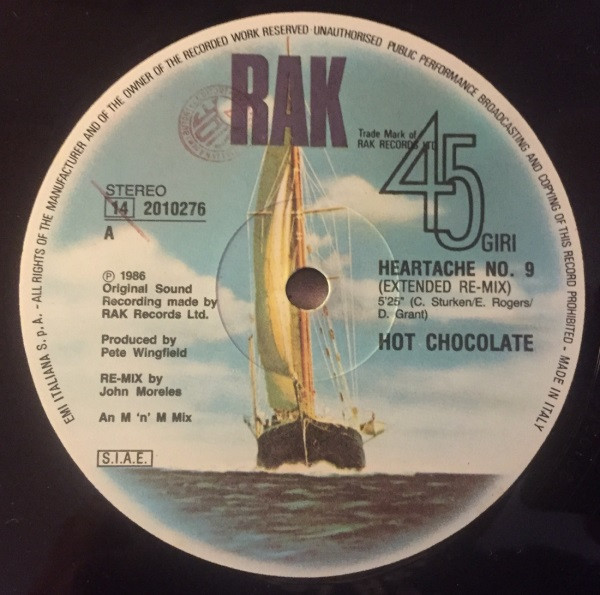 EMI ITALIANA S.p.A. - ALL RIGHTS OF THE MANUFACTURER AND OF THE OWNER OF THE RECORDED WORK RESERVED - UNAUTHORISED PUBLIC PERFORMANCE BROADCASTING AND COPYING OF THIS RECORD PROHIBITED - MADE IN ITALY
RAK
Trade Mark of
RAK RECORDS LTD.
45
GIRI
STEREO
14 2010276
A
HEARTACHE NO. 9
(EXTENDED RE-MIX)
5'25" (C. Sturken/E. Rogers/
D. Grant)
HOT CHOCOLATE
℗ 1986
Original Sound
Recording made by
RAK Records Ltd.
Produced by
Pete Wingfield
RE-MIX by
John Moreles
An M 'n' M Mix
S.I.A.E.